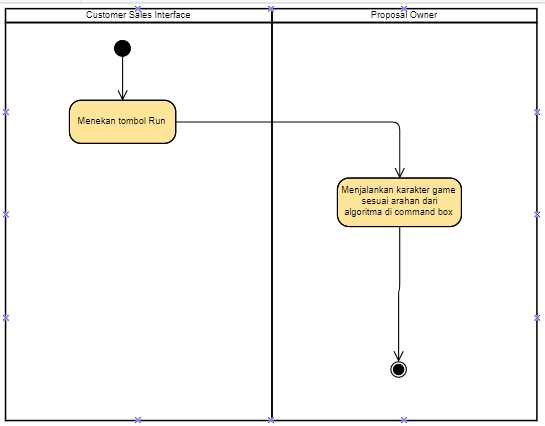 Customer Sales Interface
Proposal Owner
Menekan tombol Run
Menjalankan karakter game
sesuai arahan dari
algoritma di command box